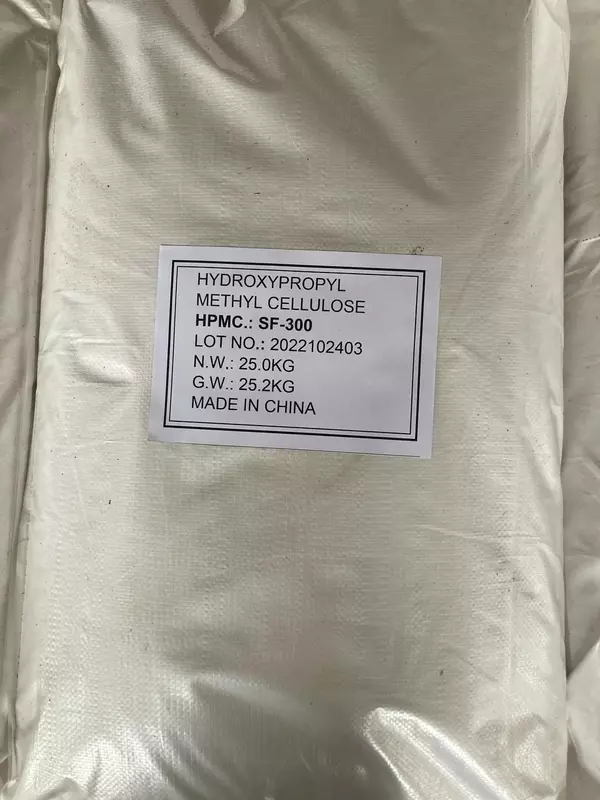 HYDROXYPROPYL
METHYL CELLULOSE
HPMC.: SF-300
LOT NO.: 2022102403
N.W.: 25.0KG
G.W.: 25.2KG
MADE IN CHINA